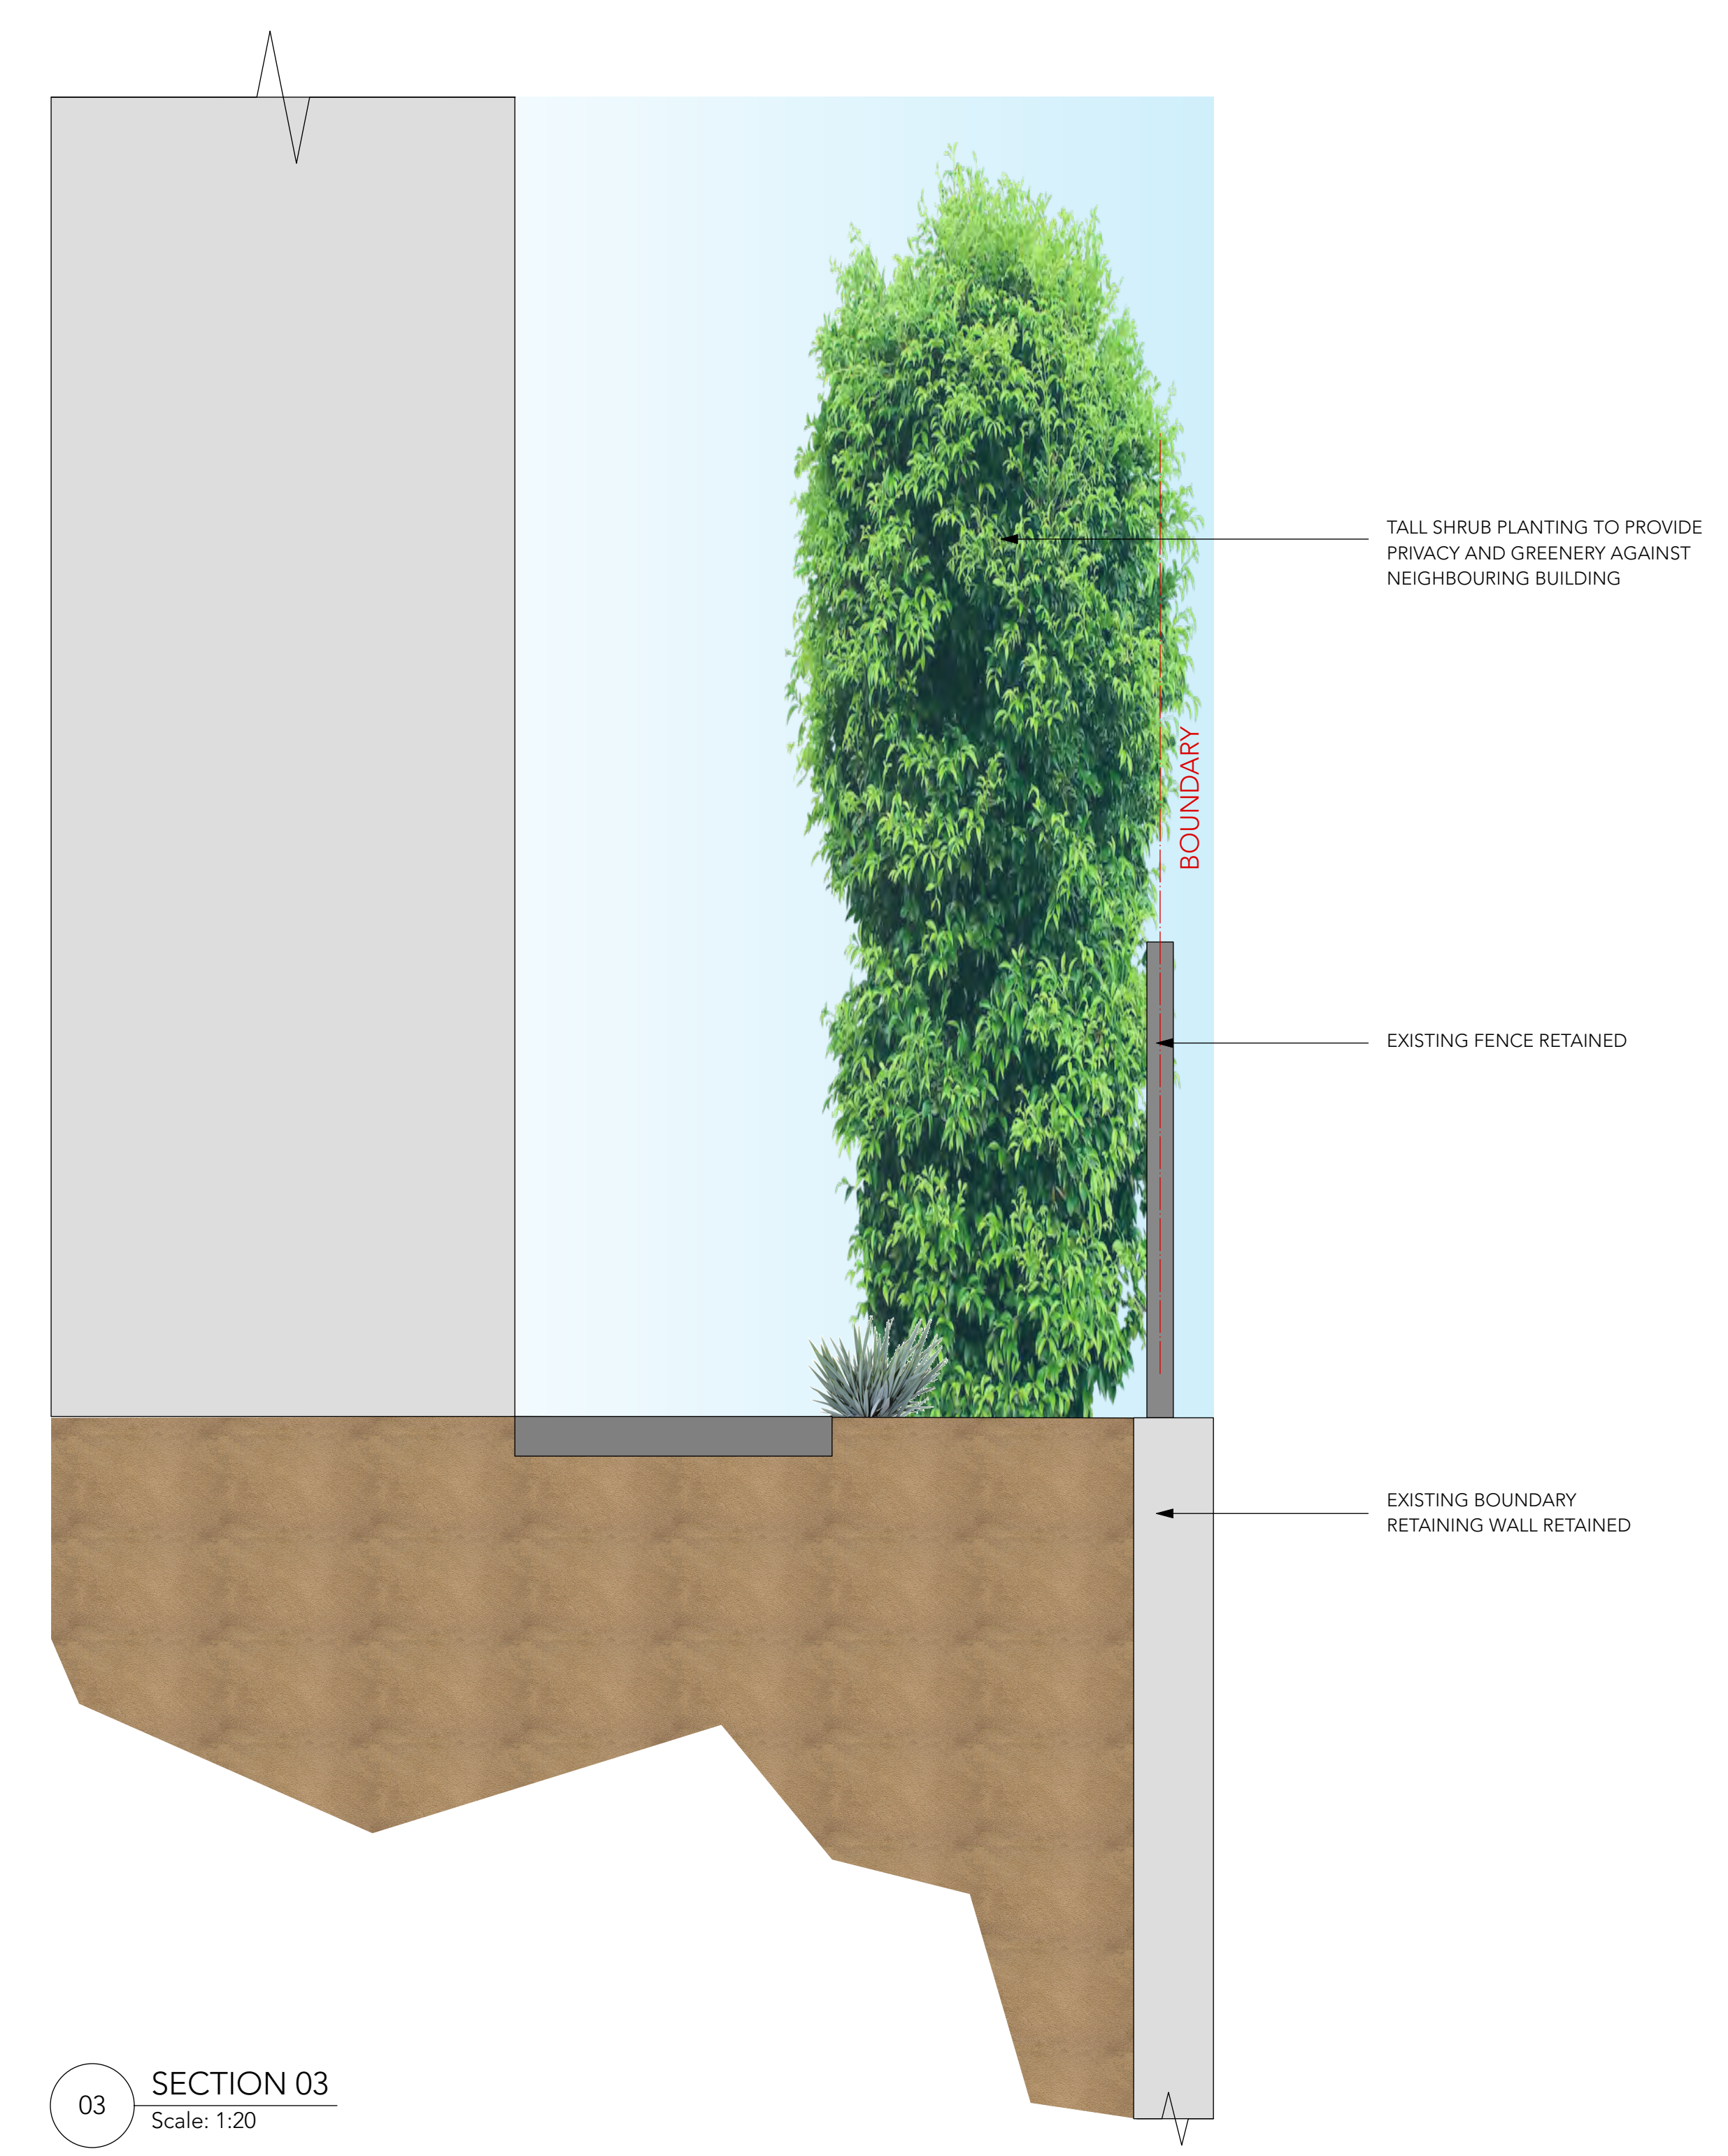 TALL SHRUB PLANTING TO PROVIDE
PRIVACY AND GREENERY AGAINST
NEIGHBOURING BUILDING
BOUNDARY
EXISTING FENCE RETAINED
EXISTING BOUNDARY
RETAINING WALL RETAINED
03
SECTION 03
Scale: 1:20